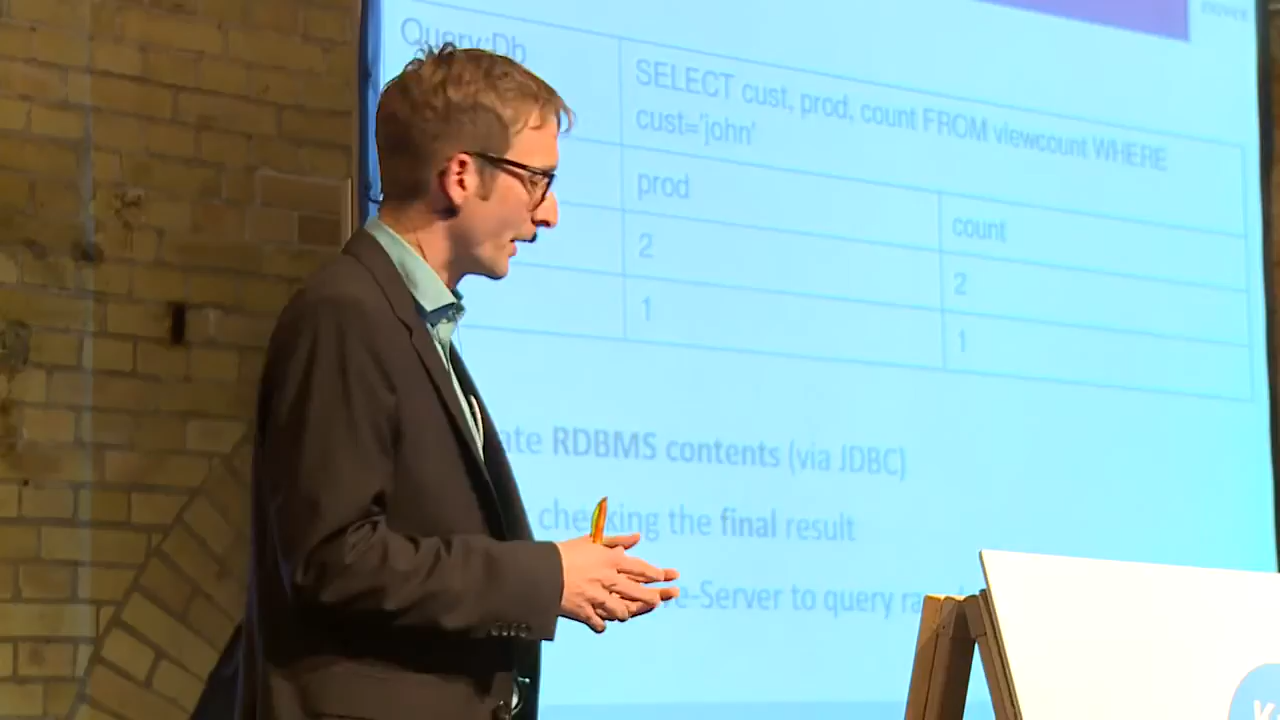 Query:Db
SELECT cust, prod, count FROM viewcount WHERE
cust='john'
prod
count
2
2
1
1
ate RDBMS contents (via JDBC)
checking the final result
e-Server to query